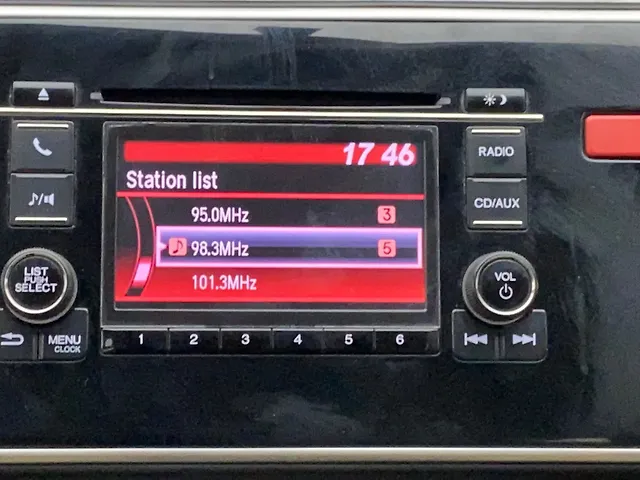 17 46
Station list
95.0MHz 3
98.3MHz 5
101.3MHz
RADIO
CD/AUX
LIST
PUSH
SELECT
VOL
MENU
CLOCK
1 2 3 4 5 6